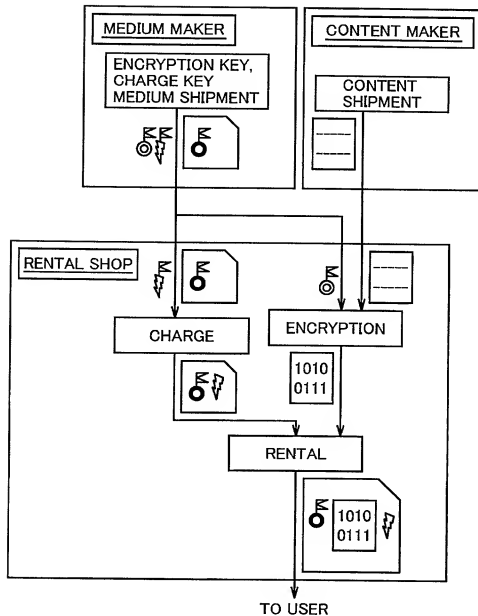 MEDIUM MAKER
CONTENT MAKER
ENCRYPTION KEY,
CHARGE KEY
MEDIUM SHIPMENT
CONTENT
SHIPMENT
RENTAL SHOP
CHARGE
ENCRYPTION
1010
0111
RENTAL
1010
0111
TO USER